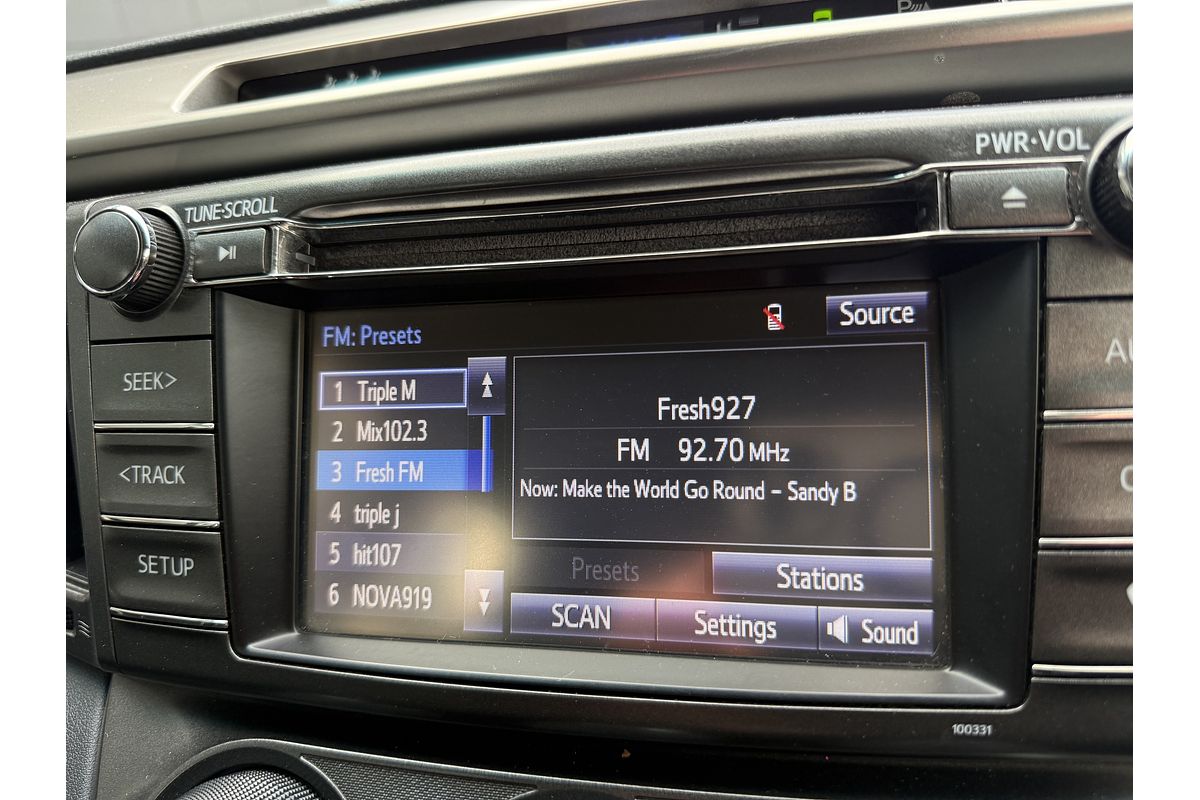 PWR·VOL
TUNE·SCROLL
SEEK>
<TRACK
SETUP
FM: Presets
Source
1 Triple M
2 Mix102.3
3 Fresh FM
4 triple j
5 hit107
6 NOVA919
Fresh927
FM 92.70 MHz
Now: Make the World Go Round - Sandy B
Presets
Stations
SCAN
Settings
Sound
100331